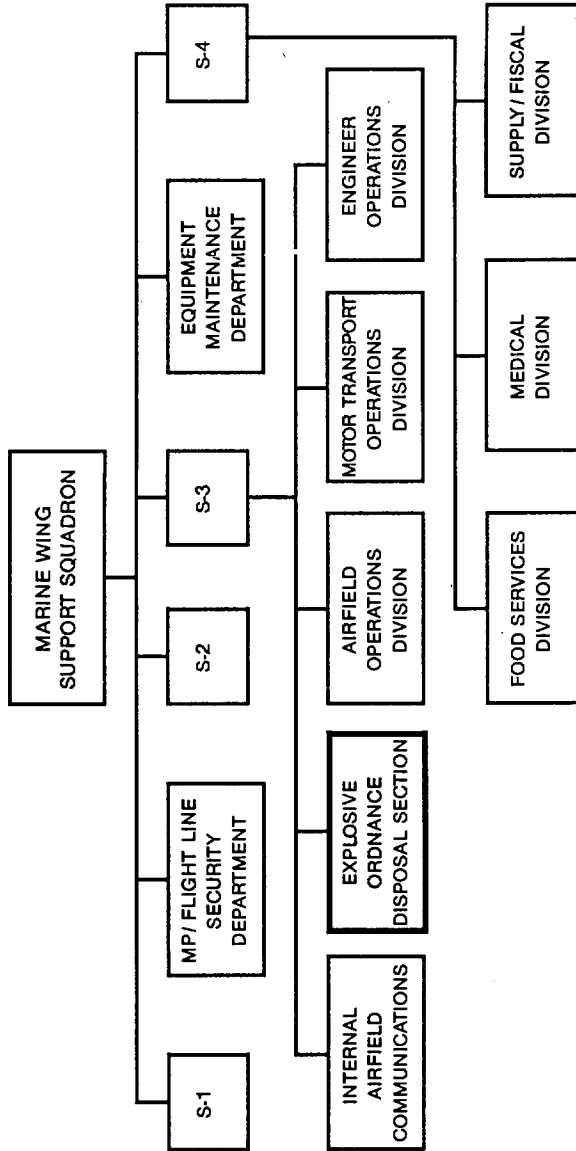 MARINE WING
SUPPORT SQUADRON
S-1
MP/ FLIGHT LINE
SECURITY
DEPARTMENT
S-2
S-3
EQUIPMENT
MAINTENANCE
DEPARTMENT
S-4
INTERNAL
AIRFIELD
COMMUNICATIONS
EXPLOSIVE
ORDNANCE
DISPOSAL SECTION
AIRFIELD
OPERATIONS
DIVISION
MOTOR TRANSPORT
OPERATIONS
DIVISION
ENGINEER
OPERATIONS
DIVISION
FOOD SERVICES
DIVISION
MEDICAL
DIVISION
SUPPLY/ FISCAL
DIVISION